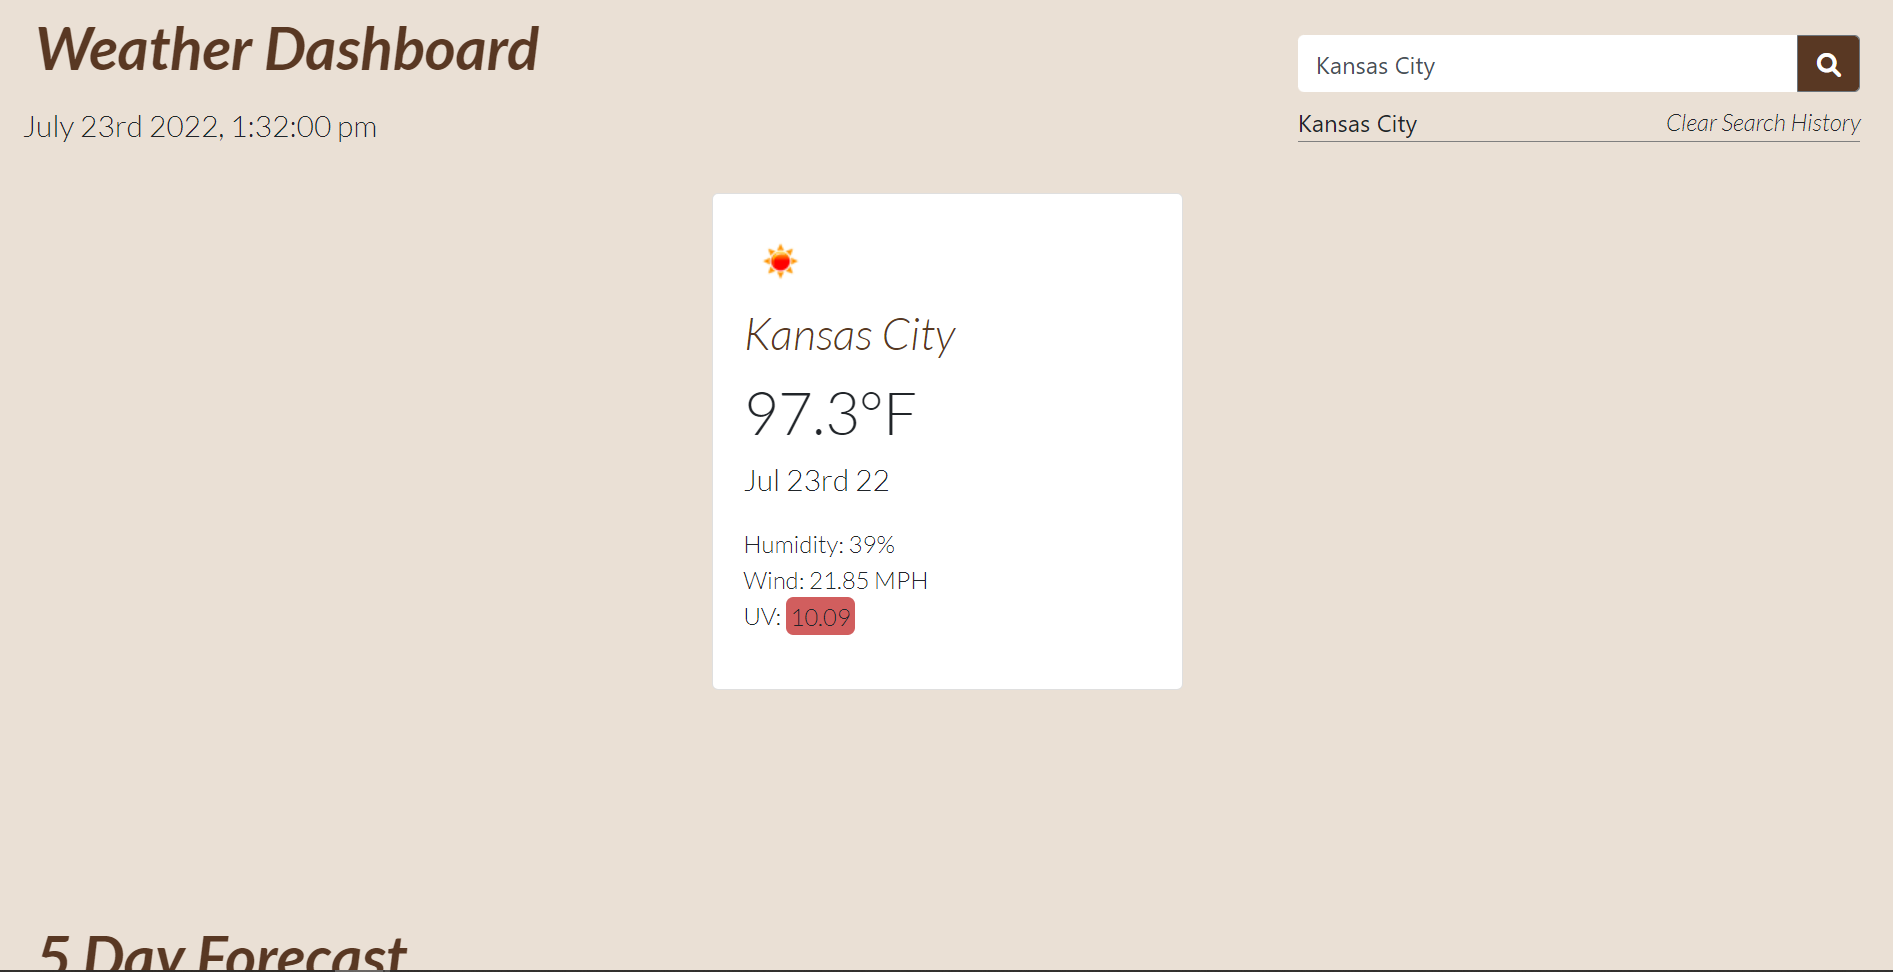 Weather Dashboard
July 23rd 2022, 1:32:00 pm
Kansas City
Kansas City
Clear Search History
Kansas City
97.3°F
Jul 23rd 22
Humidity: 39%
Wind: 21.85 MPH
UV: 10.09
5 Day Forecast